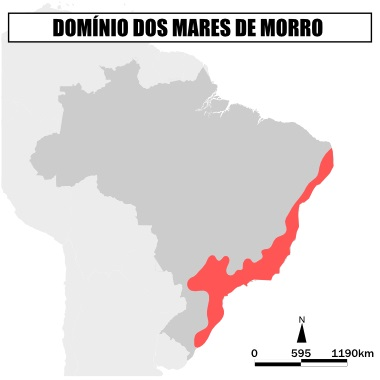 DOMÍNIO DOS MARES DE MORRO
N
0 595 1190km